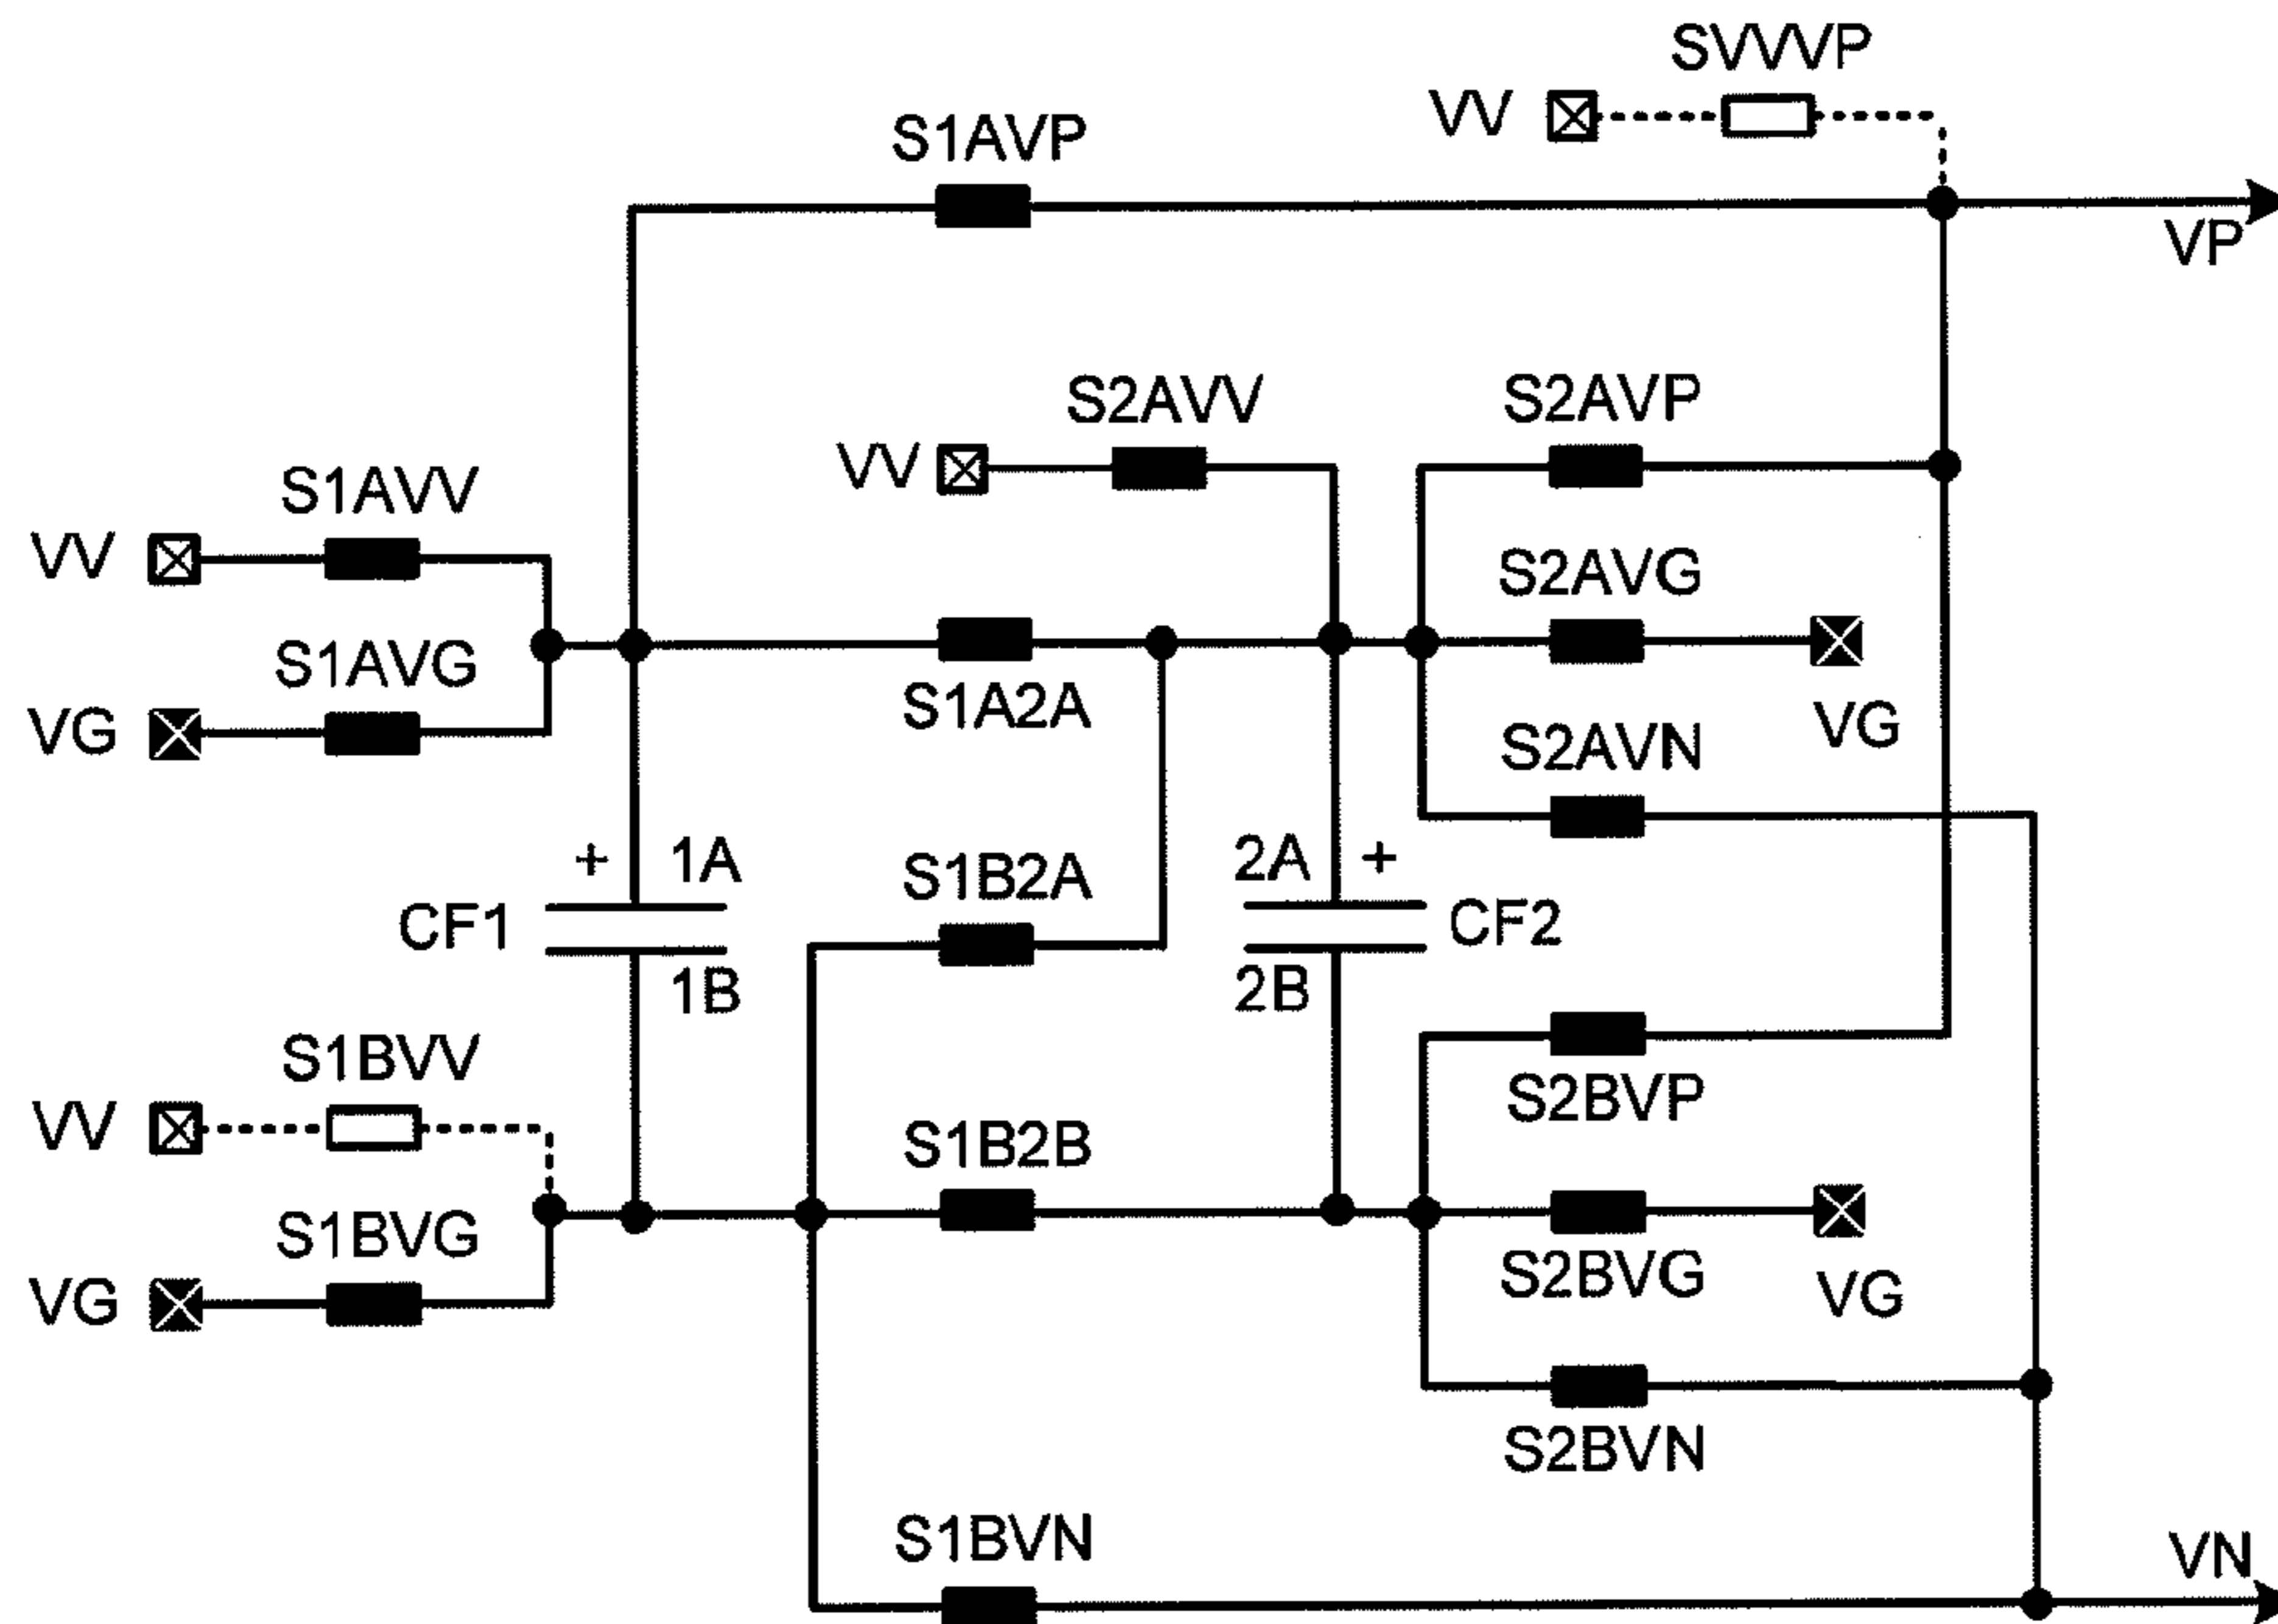 SVVVP
VV
S1AVP
VP
S2AVV
S2AVP
VV
S1AVV
VV
S2AVG
S1AVG
VG
S1A2A
VG
S2AVN
+ 1A
2A +
S1B2A
CF1
CF2
1B
2B
S1BVV
VV
S2BVP
S1B2B
S1BVG
S2BVG
VG
VG
S2BVN
S1BVN
VN